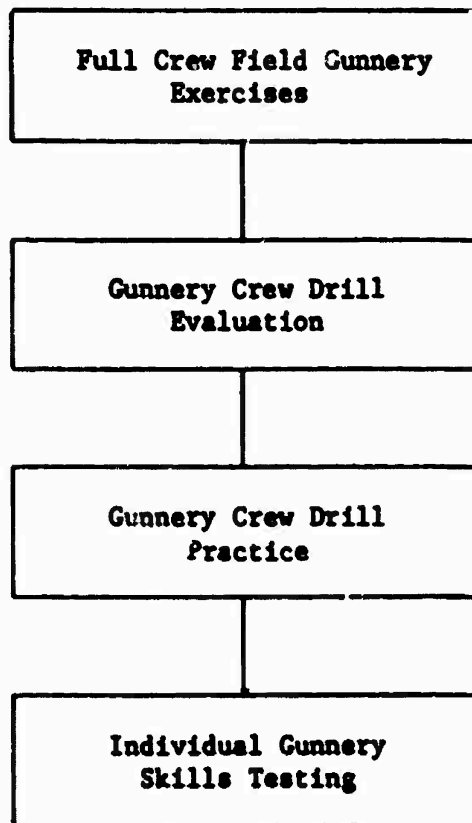 Full Crew Field Gunnery
Exercises
Gunnery Crew Drill
Evaluation
Gunnery Crew Drill
Practice
Individual Gunnery
Skills Testing